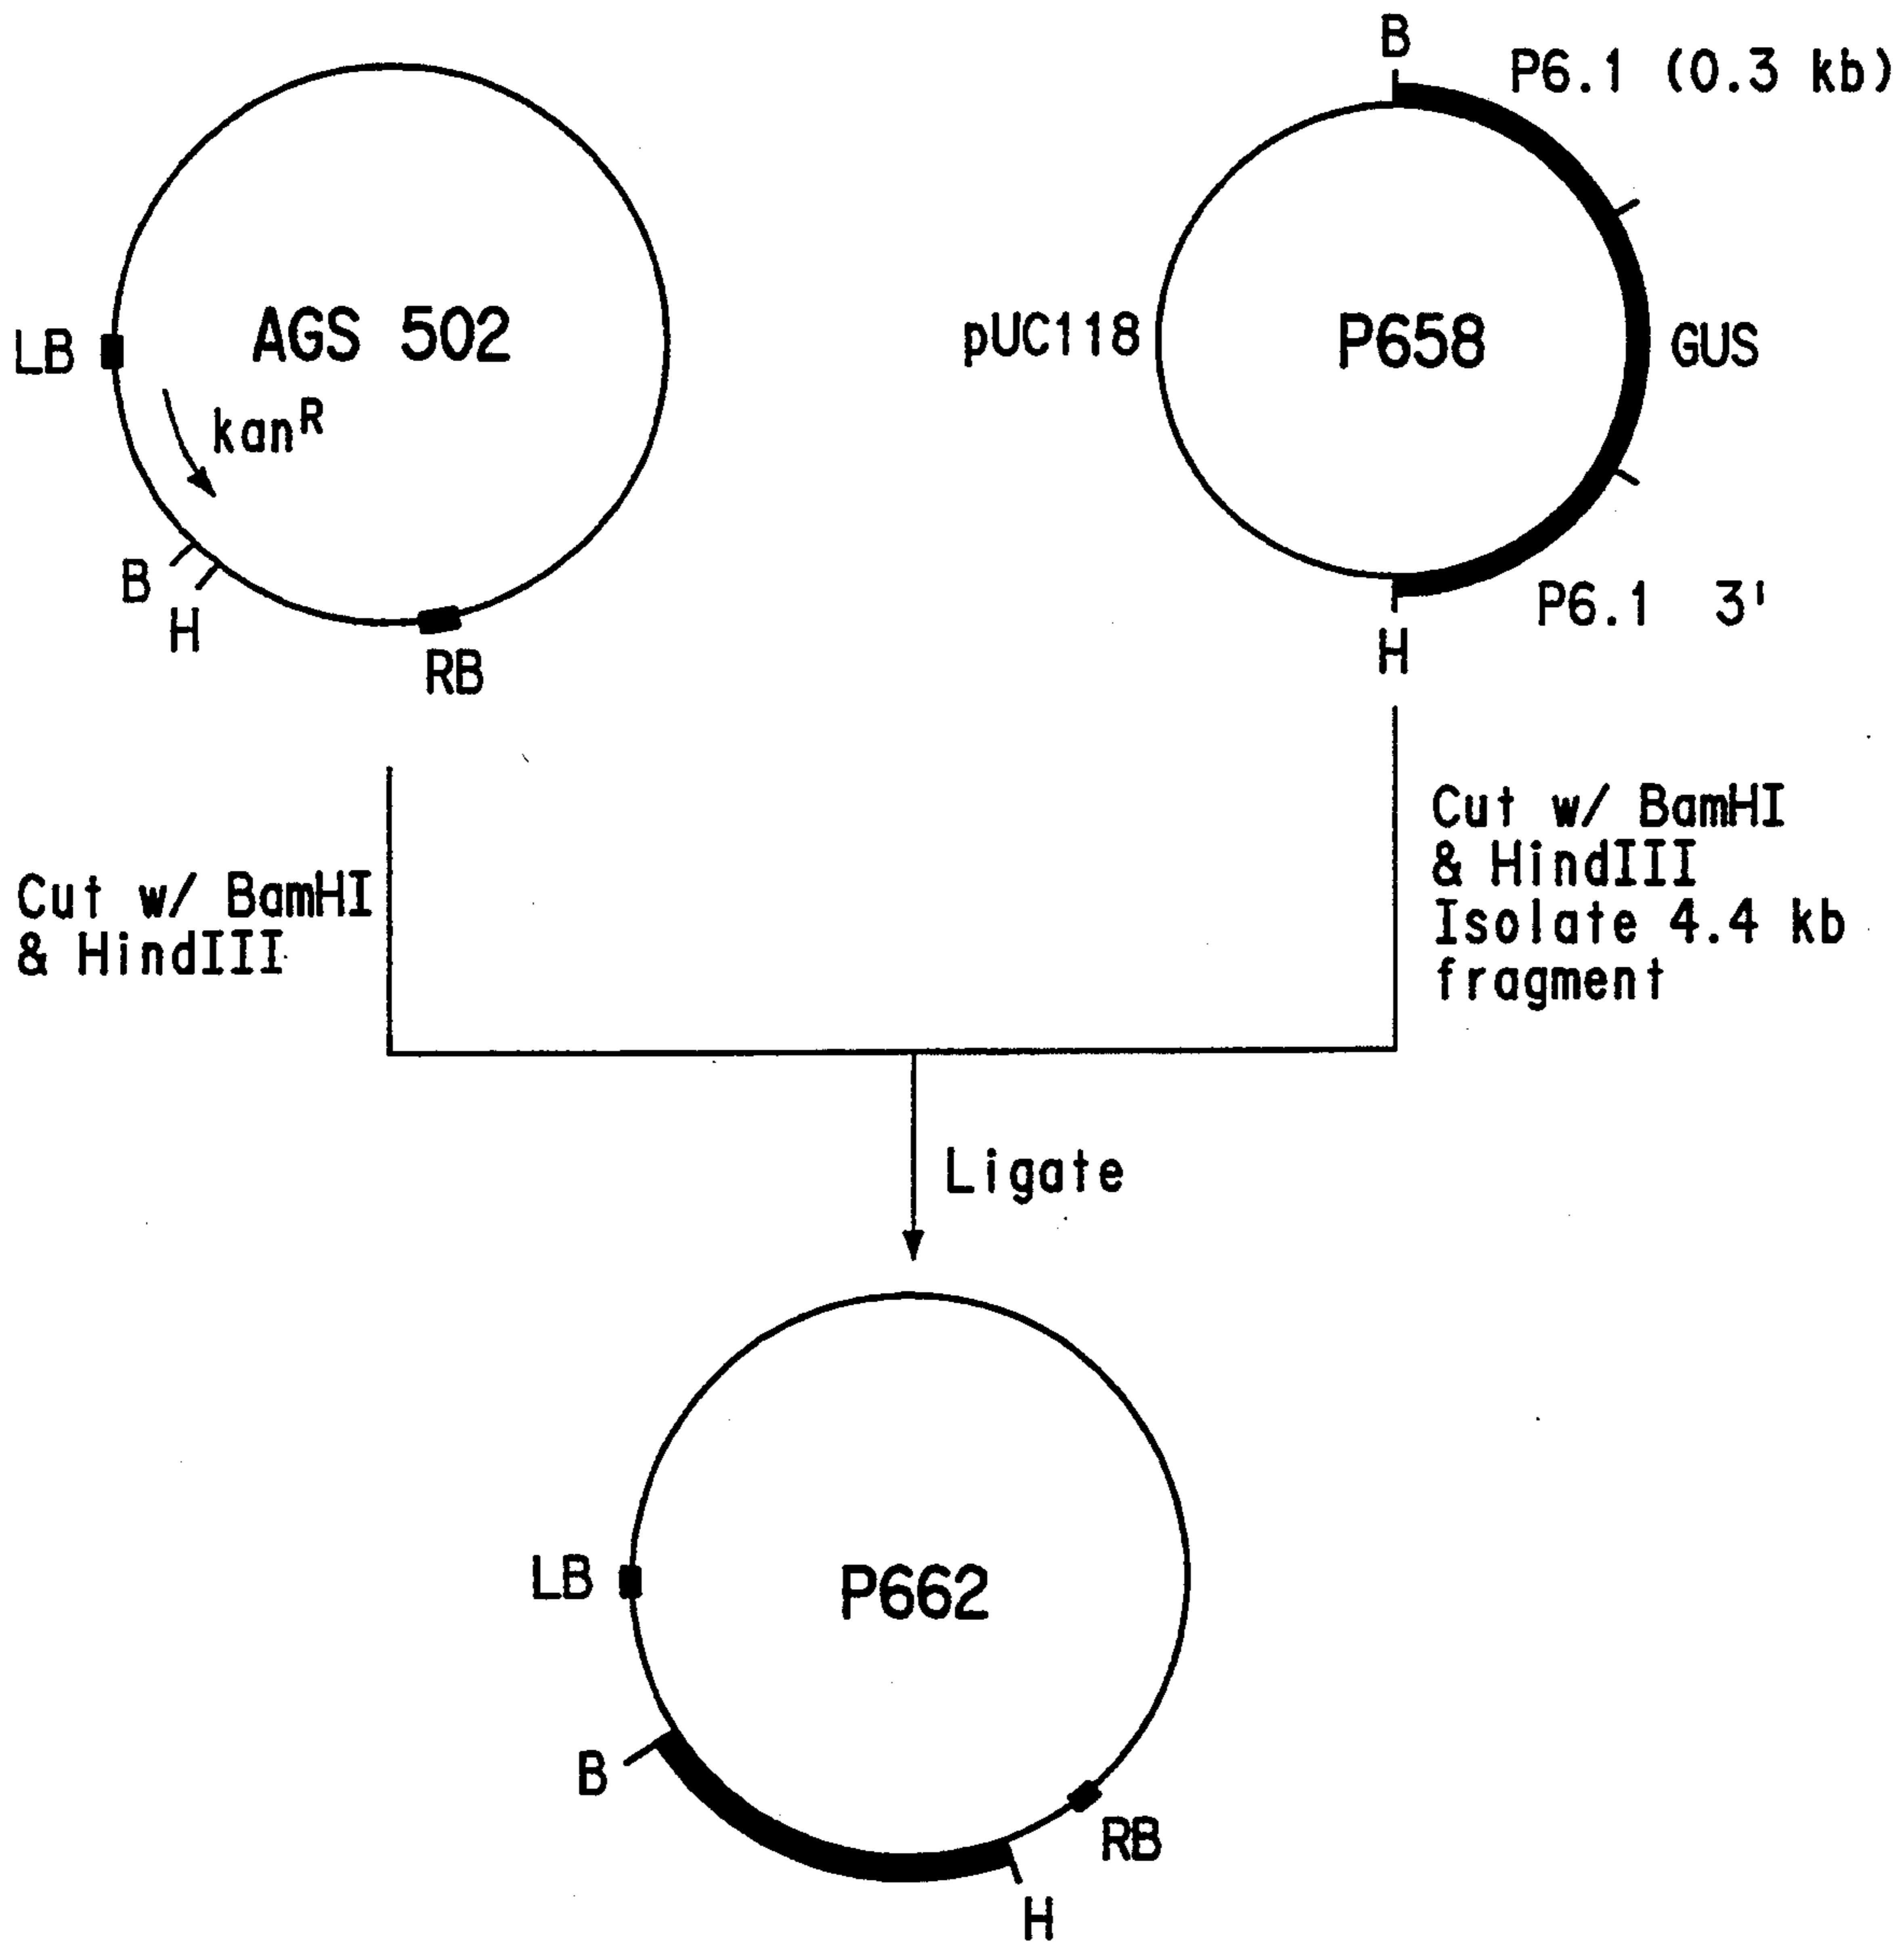 B
P6.1 (0.3 kb)
AGS 502
LB
kanR
B
H
RB
pUC118
P658
GUS
P6.1 3'
H
Cut w/ BamHI
& HindIII
Cut w/ BamHI
& HindIII
Isolate 4.4 kb
fragment
Ligate
LB
P662
B
RB
H